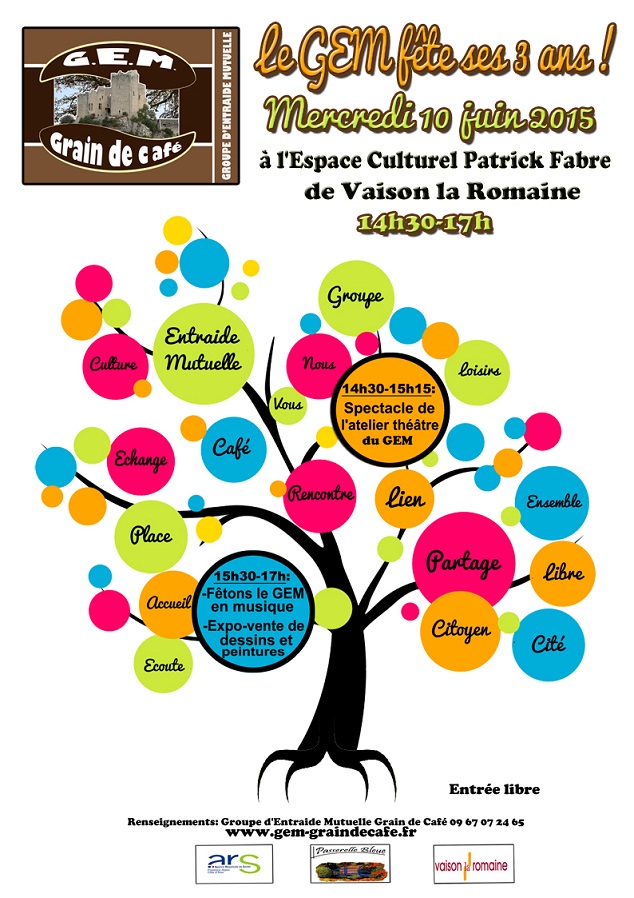 G.E.M.
Grain de café
GROUPE D'ENTRAIDE MUTUELLE
Le GEM fête ses 3 ans !
Mercredi 10 juin 2015
à l'Espace Culturel Patrick Fabre
de Vaison la Romaine
14h30-17h
Groupe
Entraide
Mutuelle
Culture
Nous
Loisirs
Vous
14h30-15h15:
Spectacle de
l'atelier théâtre
du GEM
Café
Echange
Rencontre
Lien
Ensemble
Place
Partage
Libre
Accueil
15h30-17h:
-Fêtons le GEM
en musique
-Expo-vente de
dessins et
peintures
Citoyen
Cité
Ecoute
Entrée libre
Renseignements: Groupe d'Entraide Mutuelle Grain de Café 09 67 07 24 65
www.gem-graindecafe.fr
ars
Passerelle Bleue
vaison la romaine